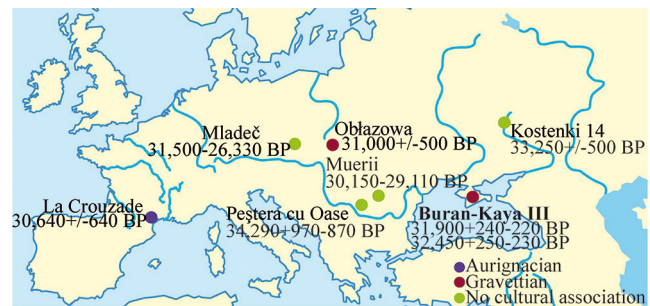 Mladeč
31,500-26,330 BP
Obłazowa
31,000+/-500 BP
Kostenki 14
33,250+/-500 BP
Muerii
30,150-29,110 BP
La Crouzade
30,640+/-640 BP
Peştera cu Oase
34,290+970-870 BP
Buran-Kaya III
31,900+240-220 BP
32,450+250-230 BP
Aurignacian
Gravettian
No cultural association